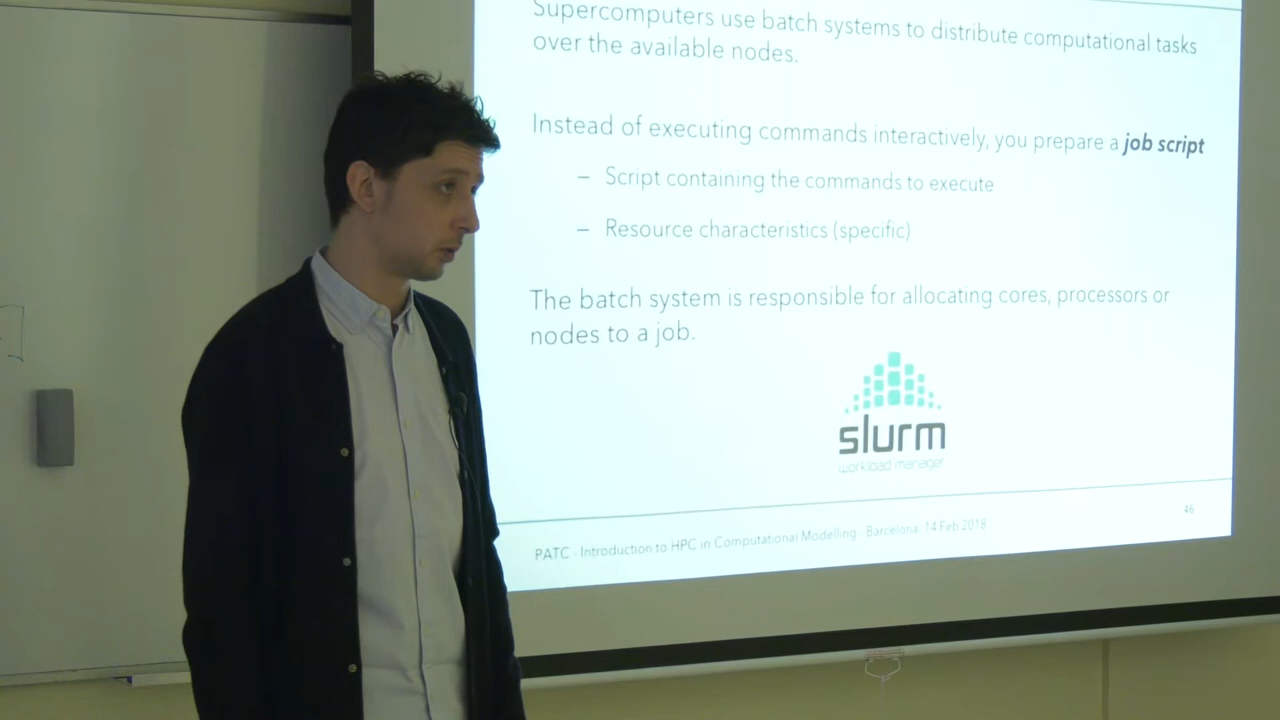 Supercomputers use batch systems to distribute computational tasks
over the available nodes.
Instead of executing commands interactively, you prepare a job script
– Script containing the commands to execute
– Resource characteristics (specific)
The batch system is responsible for allocating cores, processors or
nodes to a job.
slurm
workload manager
46
PATC - Introduction to HPC in Computational Modelling - Barcelona, 14 Feb 2018